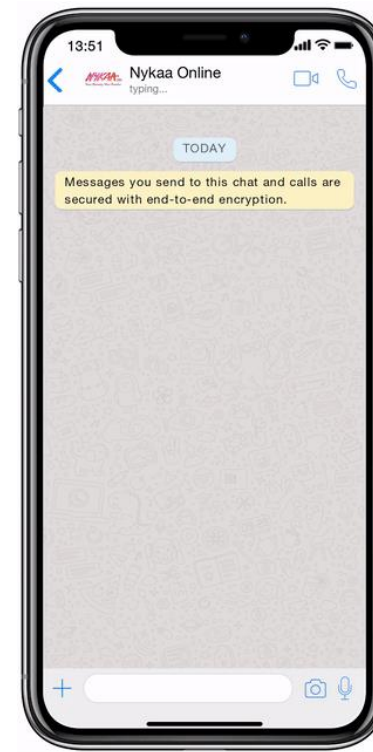 13:51
NYKAA
Nykaa Online
typing...
TODAY
Messages you send to this chat and calls are
secured with end-to-end encryption.